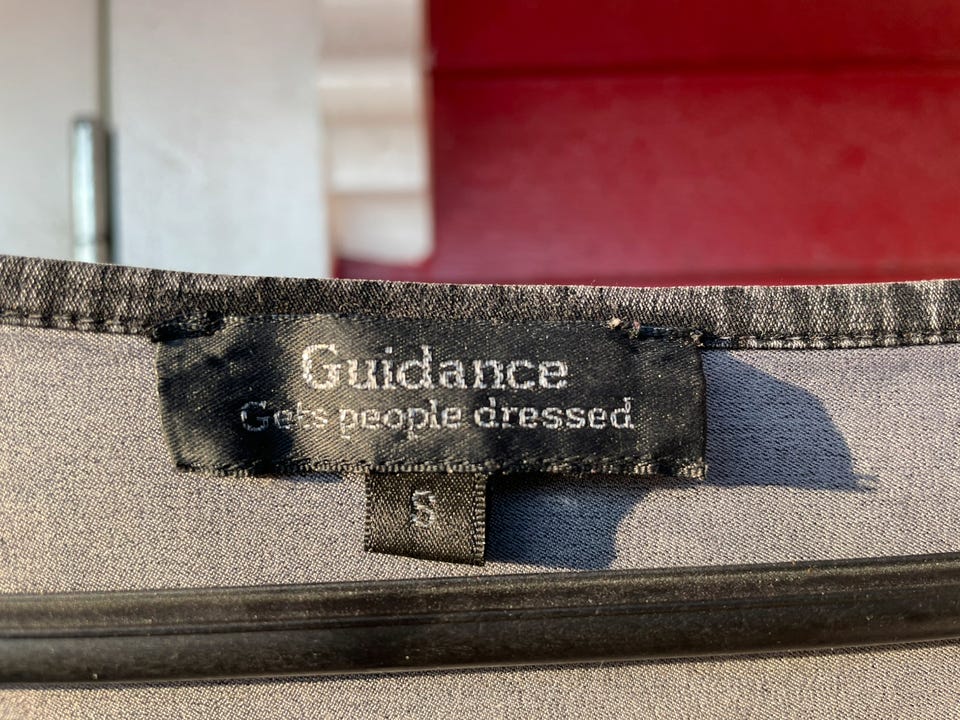 Guidance
Gets people dressed
S